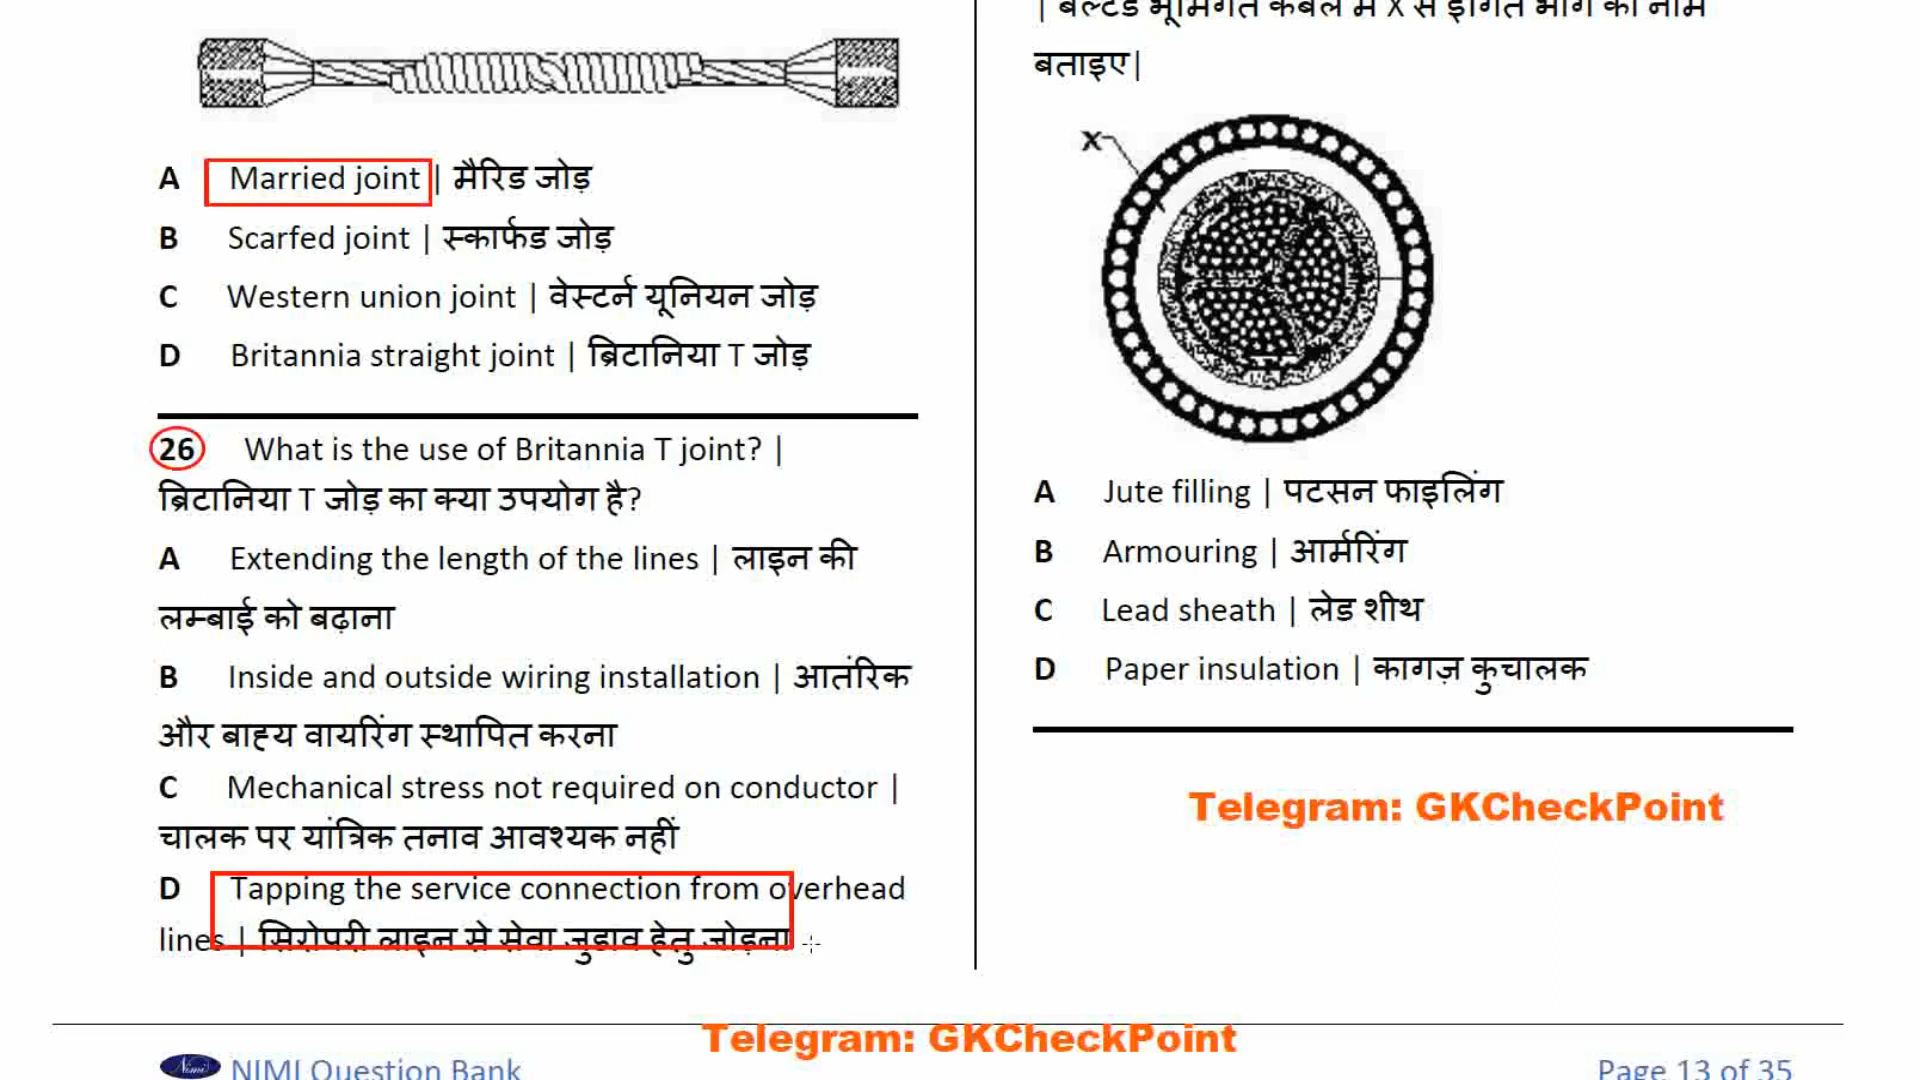 A Married joint | मैरिड जोड़
B Scarfed joint | स्कार्फड जोड़
C Western union joint | वेस्टर्न यूनियन जोड़
D Britannia straight joint | ब्रिटानिया T जोड़
26 What is the use of Britannia T joint? |
ब्रिटानिया T जोड़ का क्या उपयोग है?
A Extending the length of the lines | लाइन की
लम्बाई को बढ़ाना
B Inside and outside wiring installation | आतंरिक
और बाह्य वायरिंग स्थापित करना
C Mechanical stress not required on conductor |
चालक पर यांत्रिक तनाव आवश्यक नहीं
D Tapping the service connection from overhead
lines | सिरोपरी लाइन से सेवा जुडाव हेतु जोड़ना
| बेल्टेड भूमिगत केबल में X से इंगित भाग का नाम
बताइए|
X
A Jute filling | पटसन फाइलिंग
B Armouring | आर्मरिंग
C Lead sheath | लेड शीथ
D Paper insulation | कागज़ कुचालक
Telegram: GKCheckPoint
Telegram: GKCheckPoint
Nimi NIMI Question Bank
Page 13 of 35